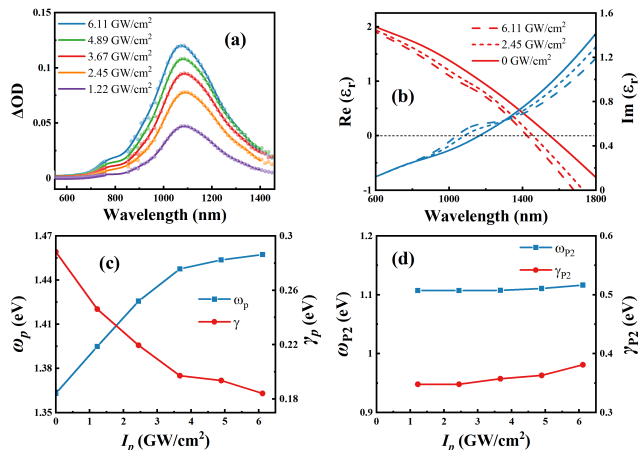 (a)
6.11 GW/cm²
4.89 GW/cm²
3.67 GW/cm²
2.45 GW/cm²
1.22 GW/cm²
0.15
0.1
0.05
0
ΔOD
600 800 1000 1200 1400
Wavelength (nm)
(b)
6.11 GW/cm²
2.45 GW/cm²
0 GW/cm²
2
1
0
-1
Re (εr)
1.6
1.2
0.8
0.4
0
Im (εr)
600 1000 1400 1800
Wavelength (nm)
(c)
ωp
γ
1.47
1.44
1.41
1.38
1.35
ωp (eV)
0.3
0.26
0.22
0.18
γp (eV)
0 1 2 3 4 5 6
Ip (GW/cm²)
(d)
ωP2
γP2
1.2
1.1
1
0.9
ωP2 (eV)
0.6
0.5
0.4
0.3
γP2 (eV)
0 1 2 3 4 5 6
Ip (GW/cm²)